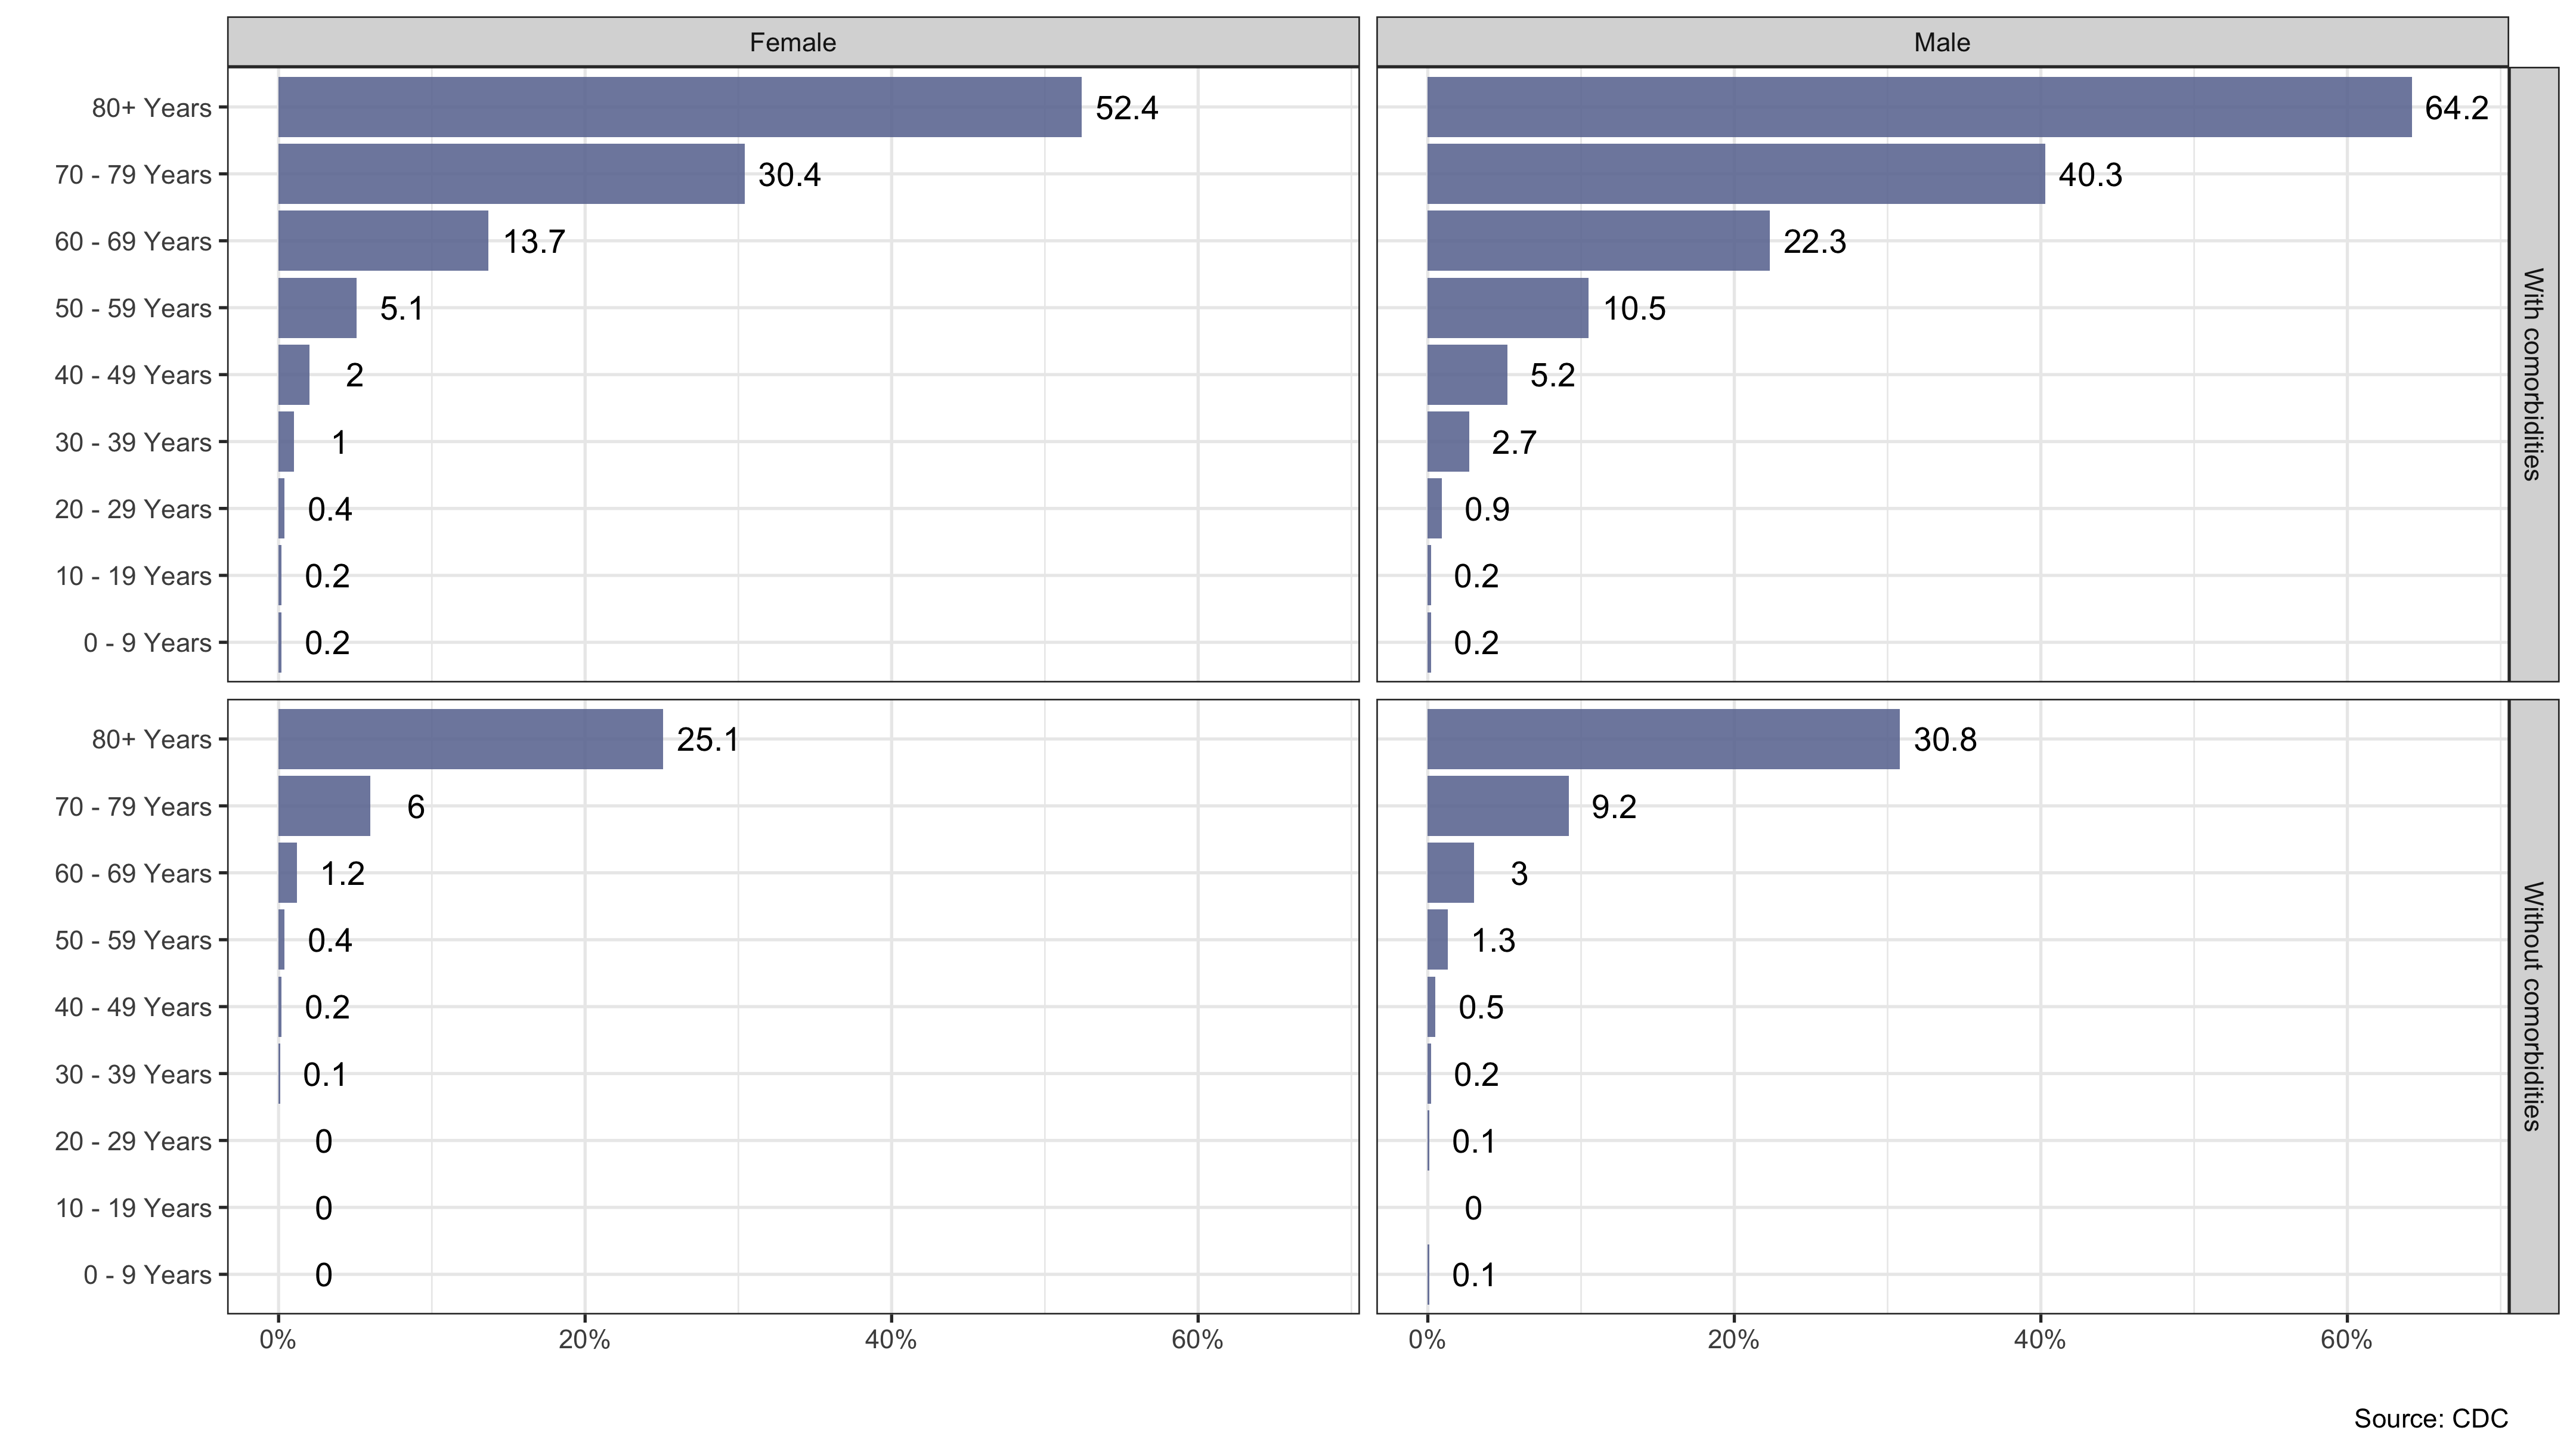 Female
Male
80+ Years
52.4
64.2
70 - 79 Years
30.4
40.3
60 - 69 Years
13.7
22.3
50 - 59 Years
5.1
10.5
40 - 49 Years
2
5.2
30 - 39 Years
1
2.7
20 - 29 Years
0.4
0.9
10 - 19 Years
0.2
0.2
0 - 9 Years
0.2
0.2
With comorbidities
80+ Years
25.1
30.8
70 - 79 Years
6
9.2
60 - 69 Years
1.2
3
50 - 59 Years
0.4
1.3
40 - 49 Years
0.2
0.5
30 - 39 Years
0.1
0.2
20 - 29 Years
0
0.1
10 - 19 Years
0
0
0 - 9 Years
0
0.1
Without comorbidities
0%
20%
40%
60%
0%
20%
40%
60%
Source: CDC